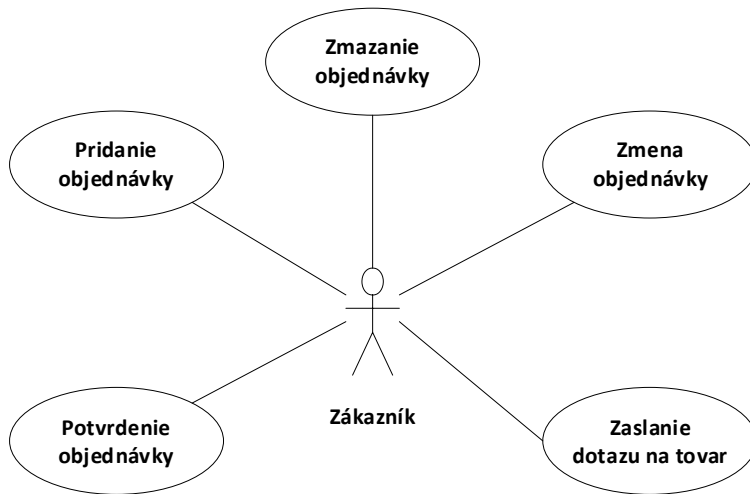 Zmazanie
objednávky
Pridanie
objednávky
Zmena
objednávky
Zákazník
Potvrdenie
objednávky
Zaslanie
dotazu na tovar